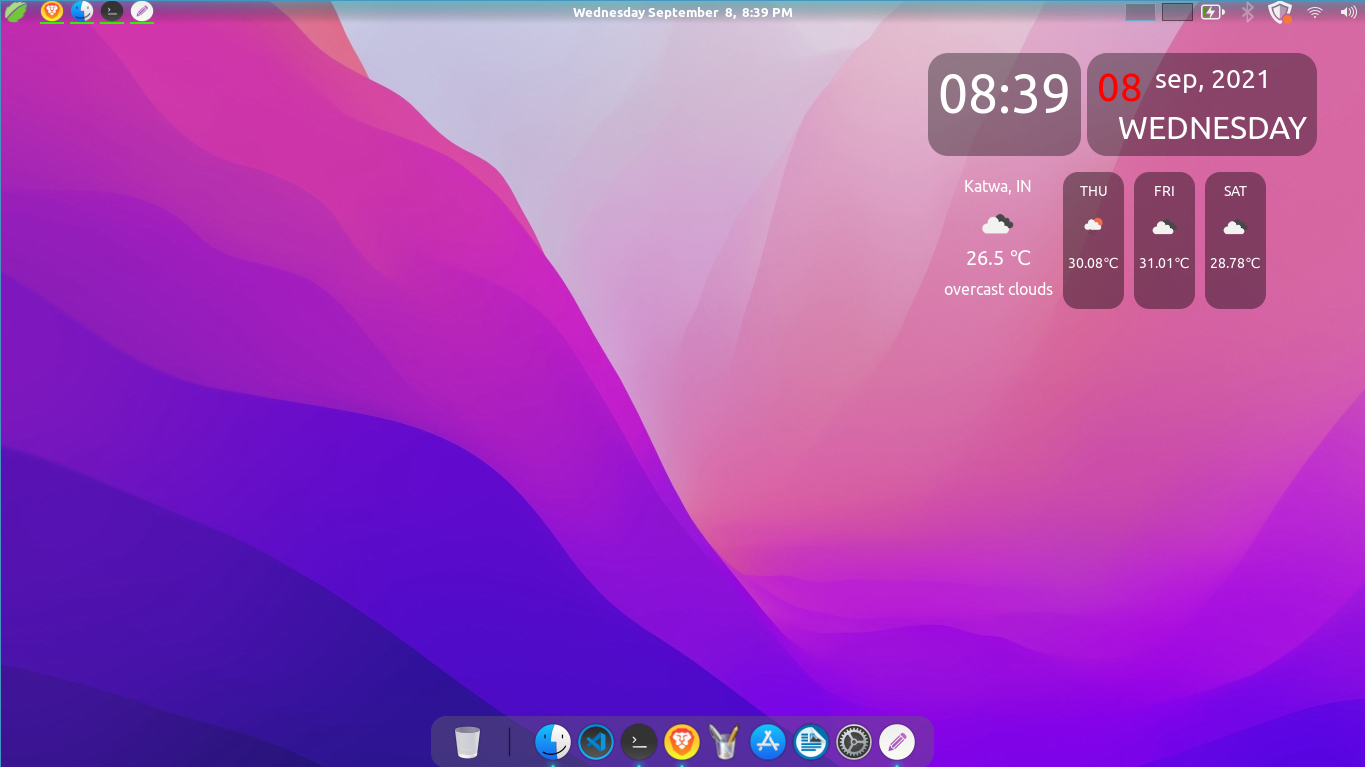 Wednesday September  8,  8:39 PM
08:39
08 sep, 2021
WEDNESDAY
Katwa, IN
26.5 °C
overcast clouds
THU
30.08°C
FRI
31.01°C
SAT
28.78°C